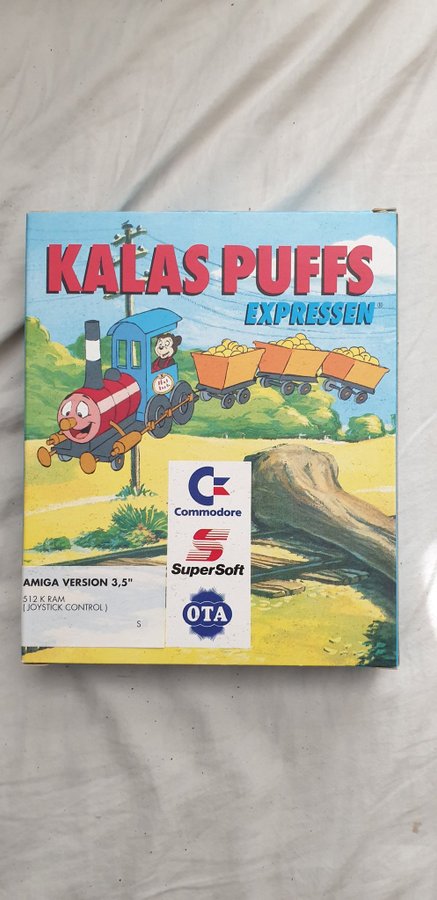 KALAS PUFFS
EXPRESSEN®
Commodore
SuperSoft
OTA
AMIGA VERSION 3,5"
512 K RAM
(JOYSTICK CONTROL)
S